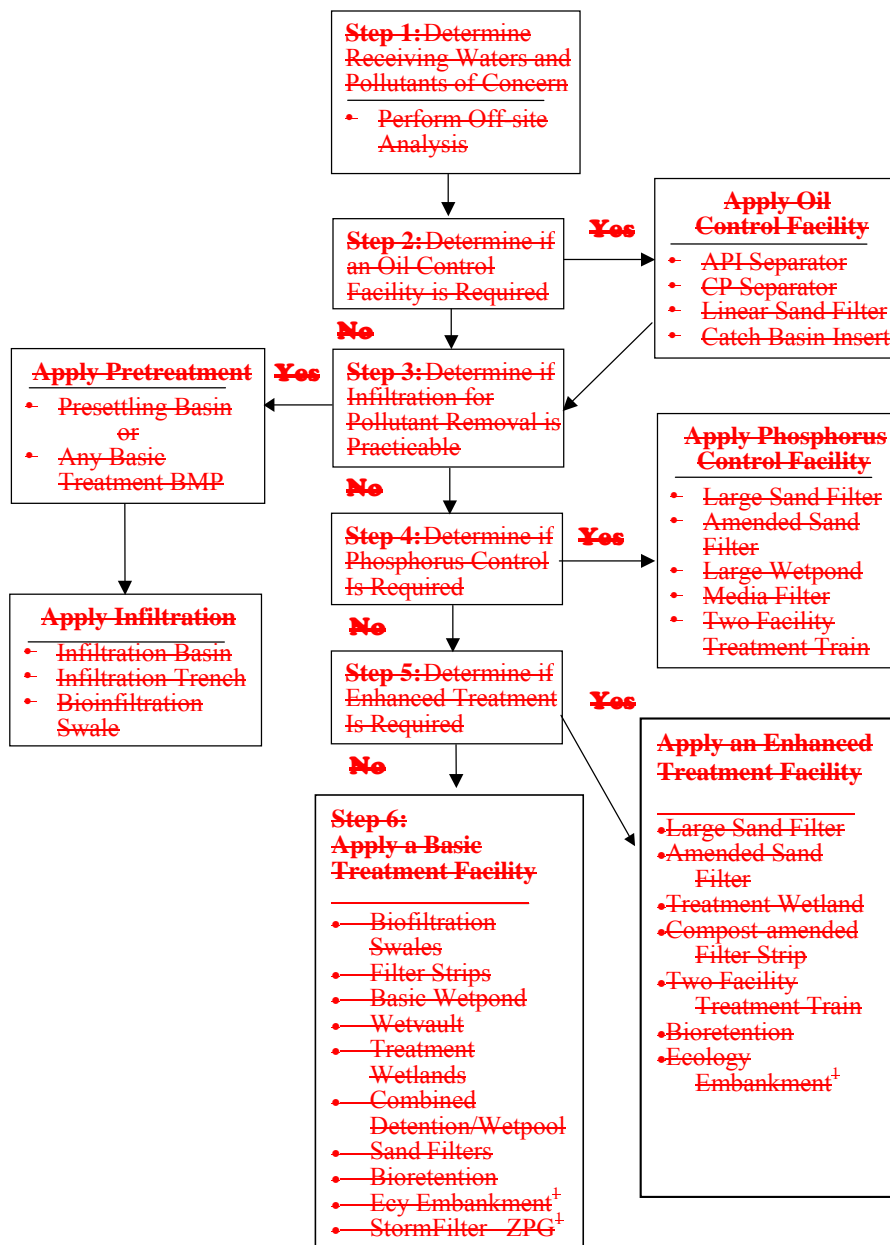 Step 1: Determine
Receiving Waters and
Pollutants of Concern
• Perform Off-site
Analysis
Step 2: Determine if
an Oil Control
Facility is Required
Yes
Apply Oil
Control Facility
• API Separator
• CP Separator
• Linear Sand Filter
• Catch Basin Insert
No
Step 3: Determine if
Infiltration for
Pollutant Removal is
Practicable
Yes
Apply Pretreatment
• Presettling Basin
or
• Any Basic
Treatment BMP
Apply Infiltration
• Infiltration Basin
• Infiltration Trench
• Bioinfiltration
Swale
No
Step 4: Determine if
Phosphorus Control
Is Required
Yes
Apply Phosphorus
Control Facility
• Large Sand Filter
• Amended Sand
Filter
• Large Wetpond
• Media Filter
• Two Facility
Treatment Train
No
Step 5: Determine if
Enhanced Treatment
Is Required
Yes
Apply an Enhanced
Treatment Facility
• Large Sand Filter
• Amended Sand
Filter
• Treatment Wetland
• Compost-amended
Filter Strip
• Two Facility
Treatment Train
• Bioretention
• Ecology
Embankment¹
No
Step 6:
Apply a Basic
Treatment Facility
• Biofiltration
Swales
• Filter Strips
• Basic Wetpond
• Wetvault
• Treatment
Wetlands
• Combined
Detention/Wetpool
• Sand Filters
• Bioretention
• Ecy Embankment¹
• StormFilter ZPG¹